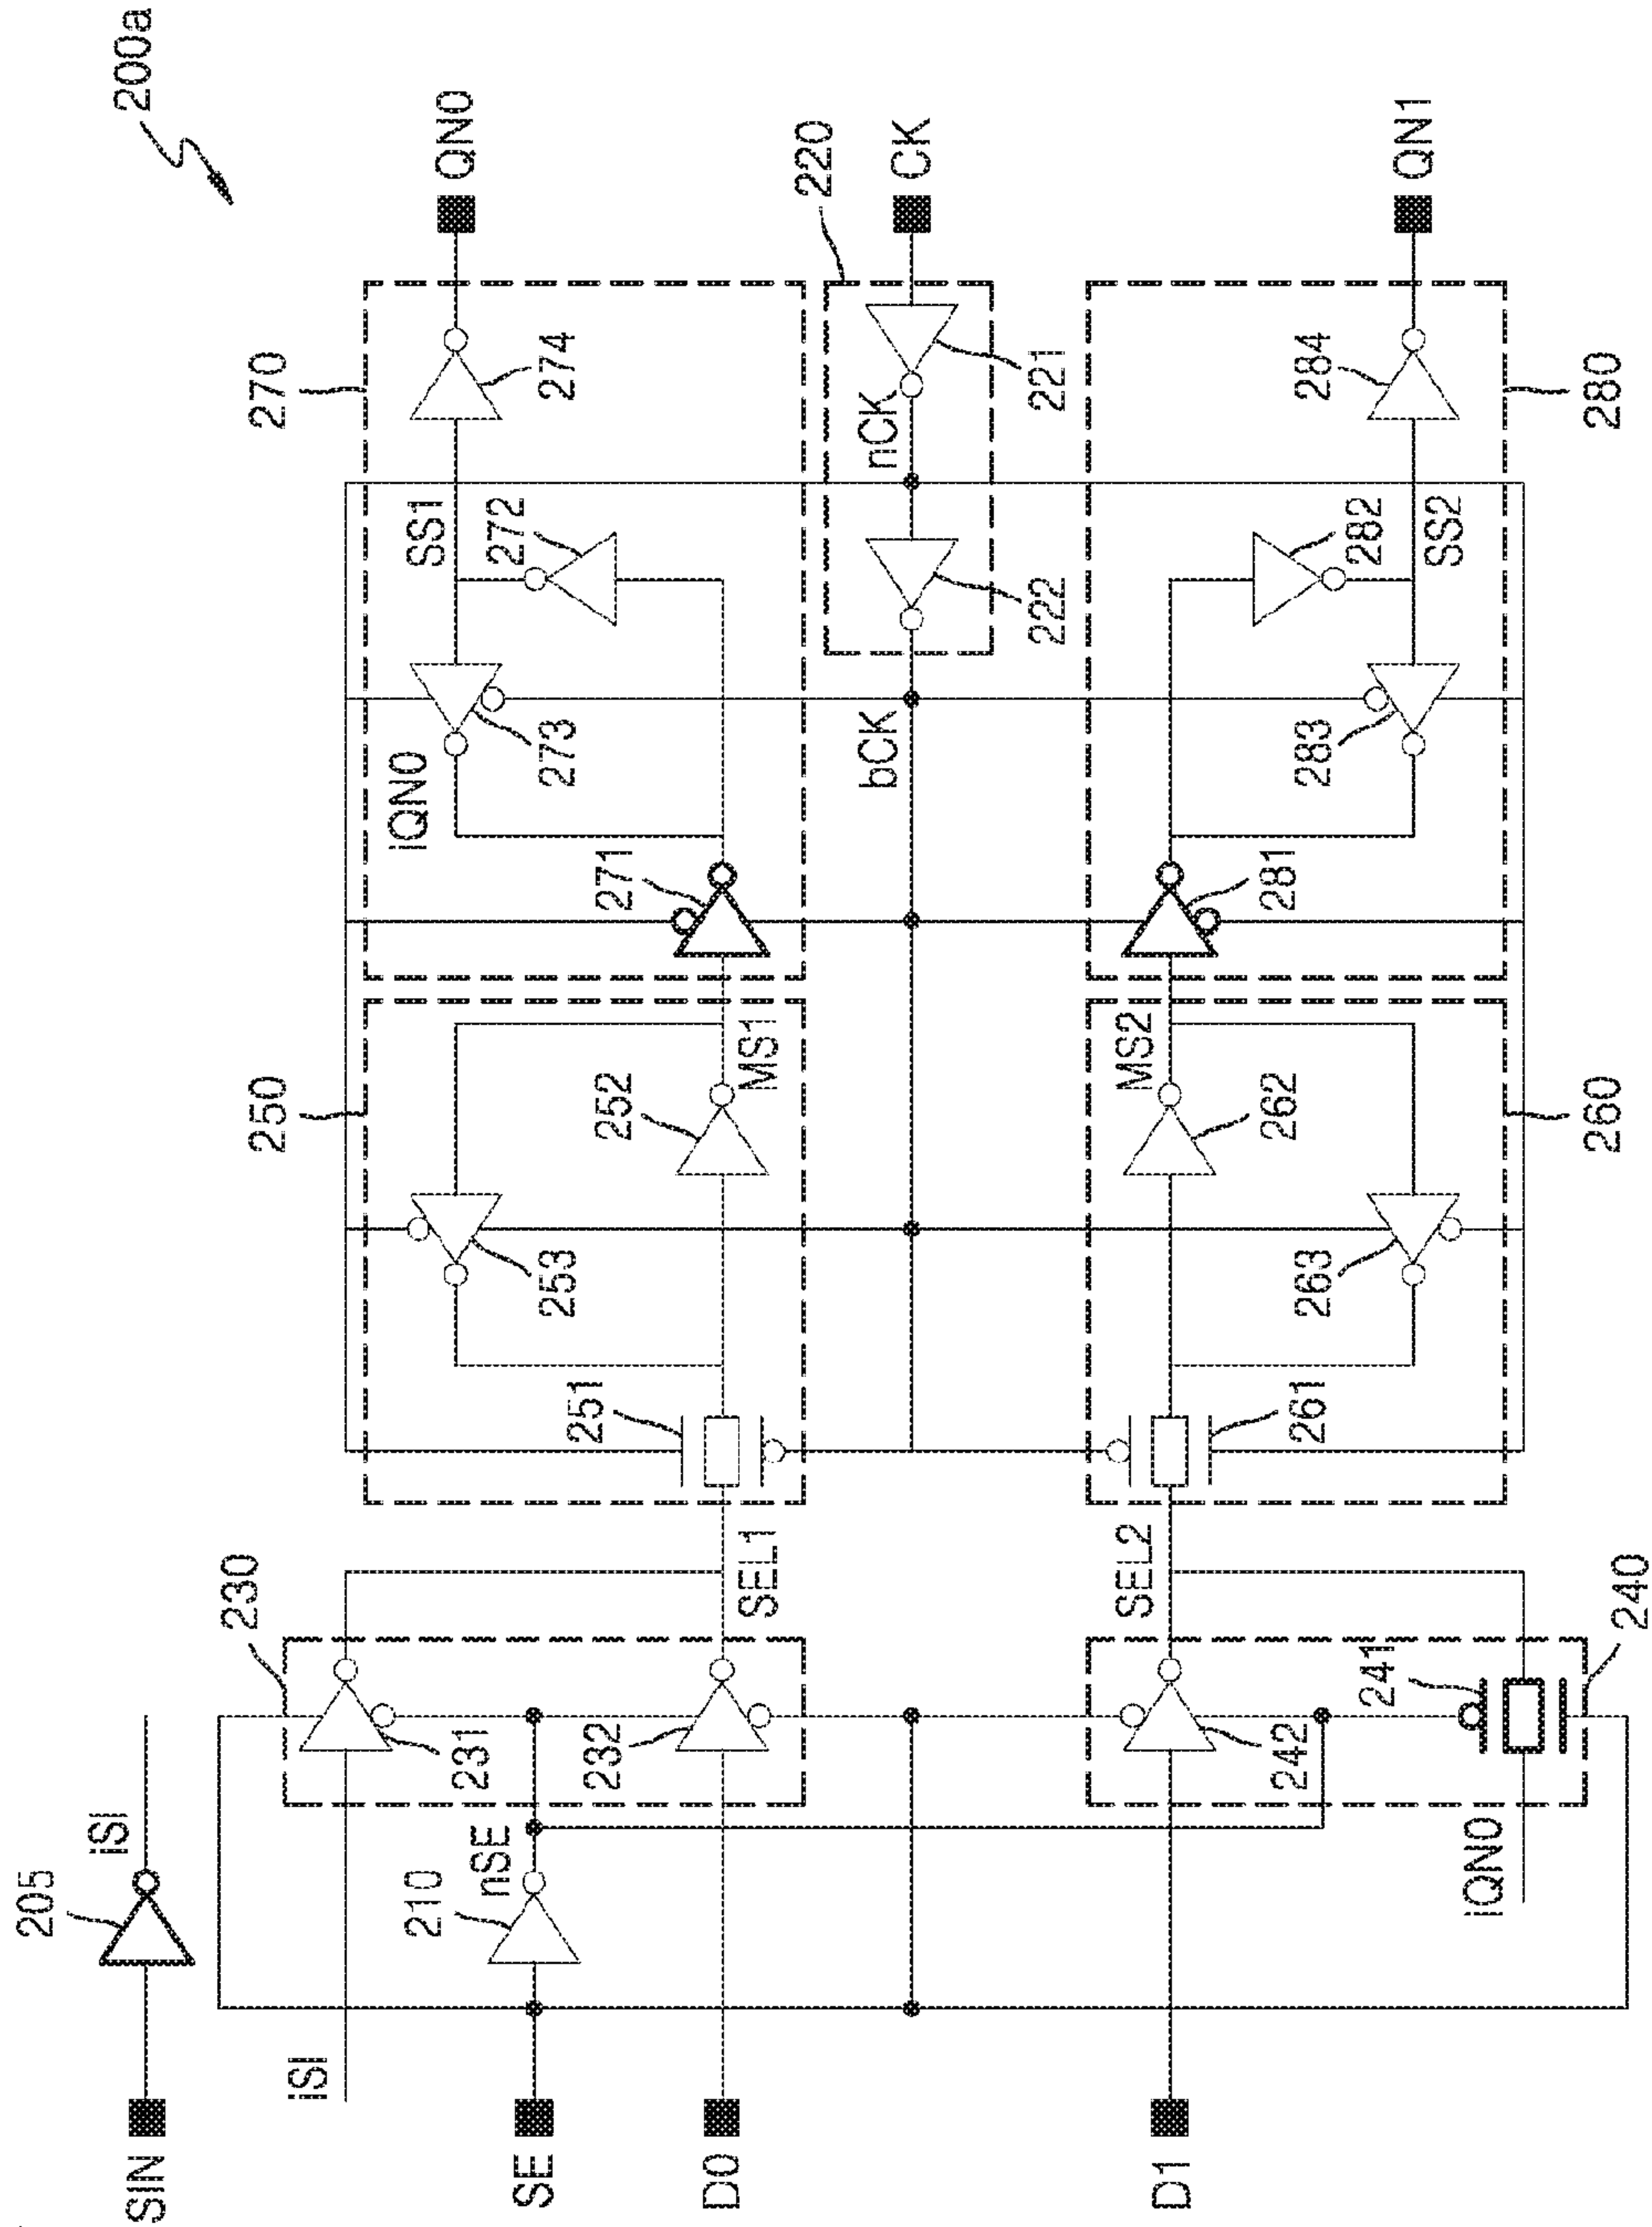 200a
SIN
205
iSI
iSI
SE
210
nSE
D0
D1
230
231
232
SEL1
240
241
242
SEL2
iQN0
250
251
252
253
MS1
260
261
262
263
MS2
270
271
272
273
274
iQN0
SS1
QN0
220
221
222
nCK
bCK
CK
280
281
282
283
284
SS2
QN1